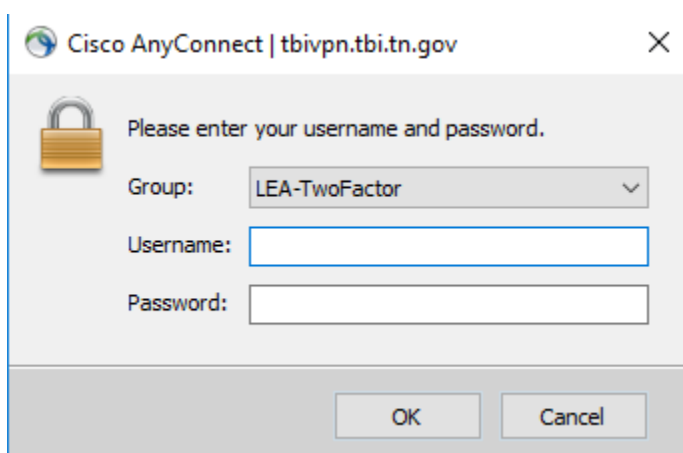 Cisco AnyConnect | tbivpn.tbi.tn.gov
Please enter your username and password.
Group: LEA-TwoFactor
Username:
Password:
OK Cancel